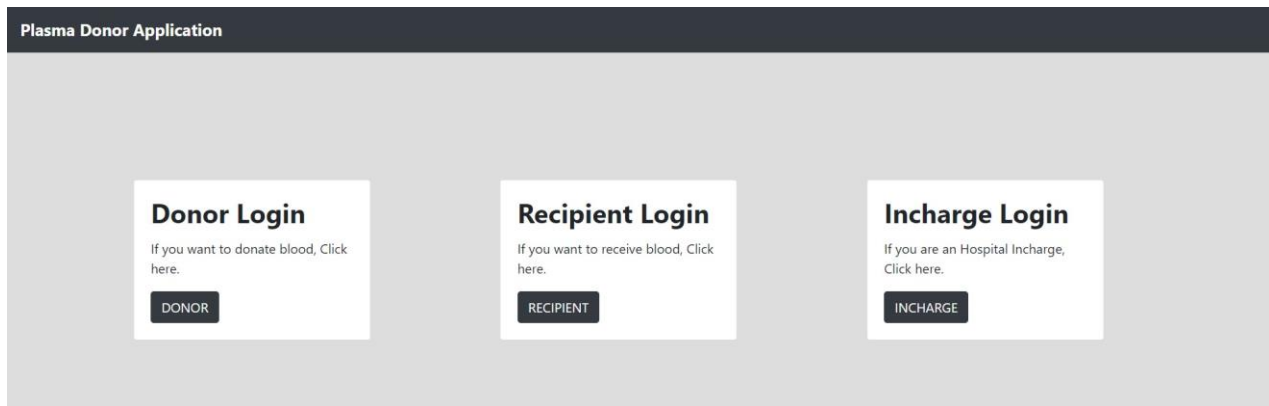 Plasma Donor Application
Donor Login
If you want to donate blood, Click
here.
DONOR
Recipient Login
If you want to receive blood, Click
here.
RECIPIENT
Incharge Login
If you are an Hospital Incharge,
Click here.
INCHARGE